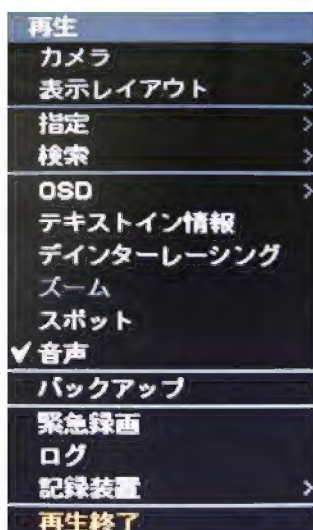 再生
カメラ
表示レイアウト
指定
検索
OSD
テキストイン情報
デインターレーシング
ズーム
スポット
音声
バックアップ
緊急録画
ログ
記録装置
再生終了